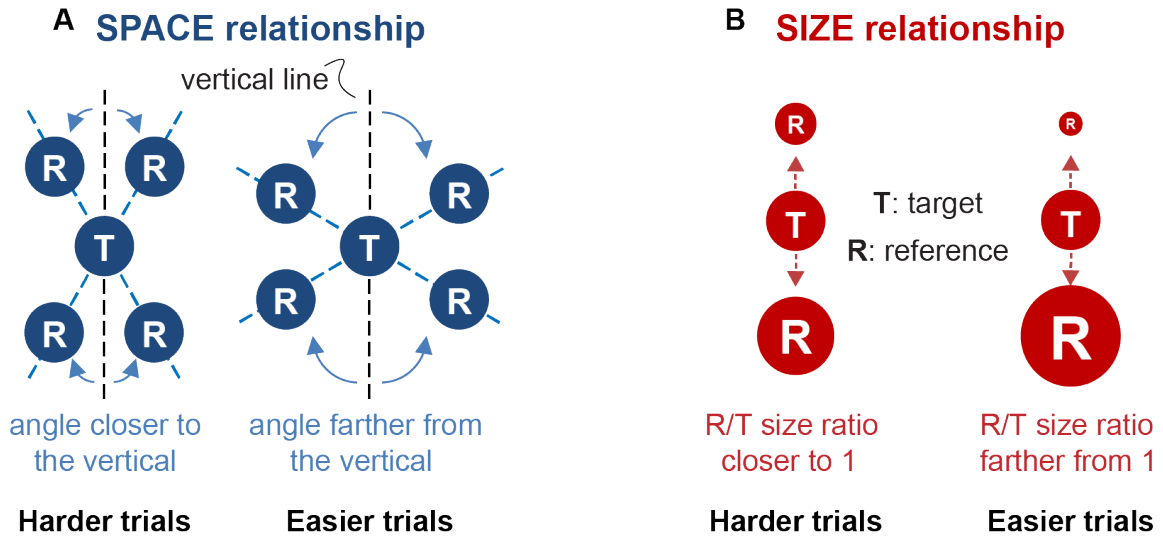 A SPACE relationship
vertical line
R R
T
R R
R R
T
R R
angle closer to
the vertical
angle farther from
the vertical
Harder trials
Easier trials
B SIZE relationship
R
T
R
T: target
R: reference
R
T
R
R/T size ratio
closer to 1
R/T size ratio
farther from 1
Harder trials
Easier trials